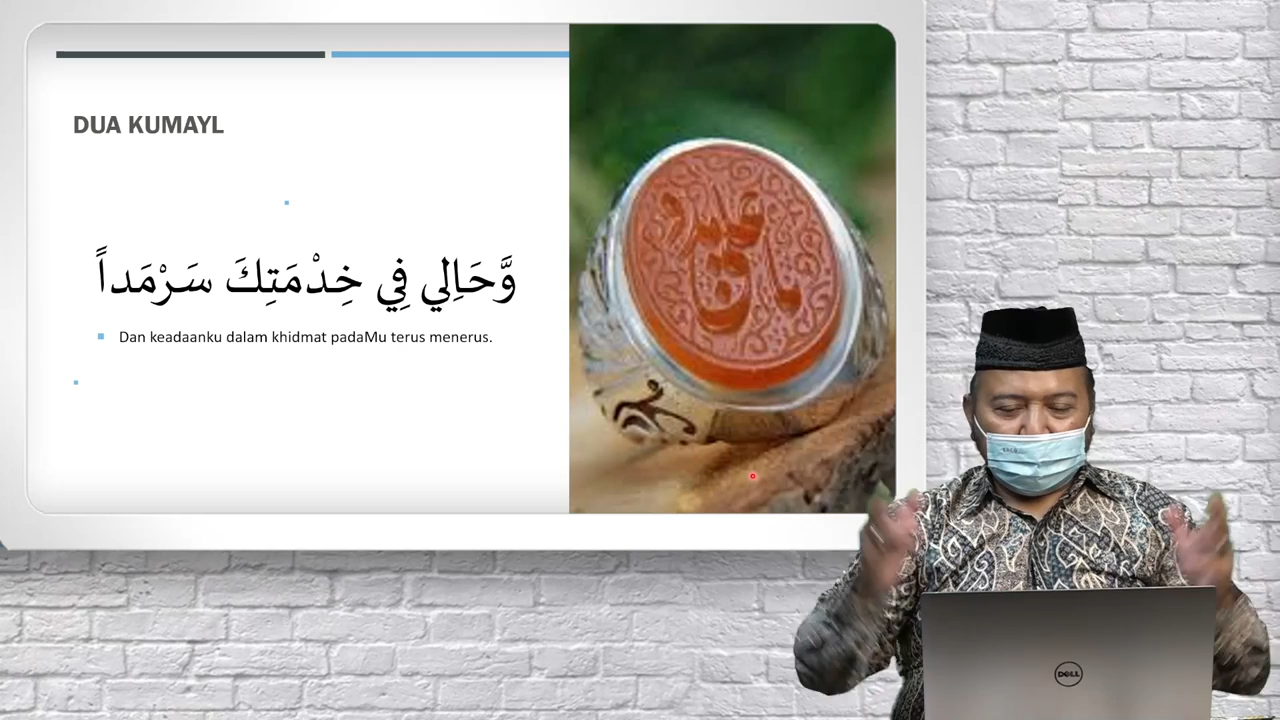 DUA KUMAYL
وَّحَالِي فِي خِدْمَتِكَ سَرْمَداً
Dan keadaanku dalam khidmat padaMu terus menerus.
DELL